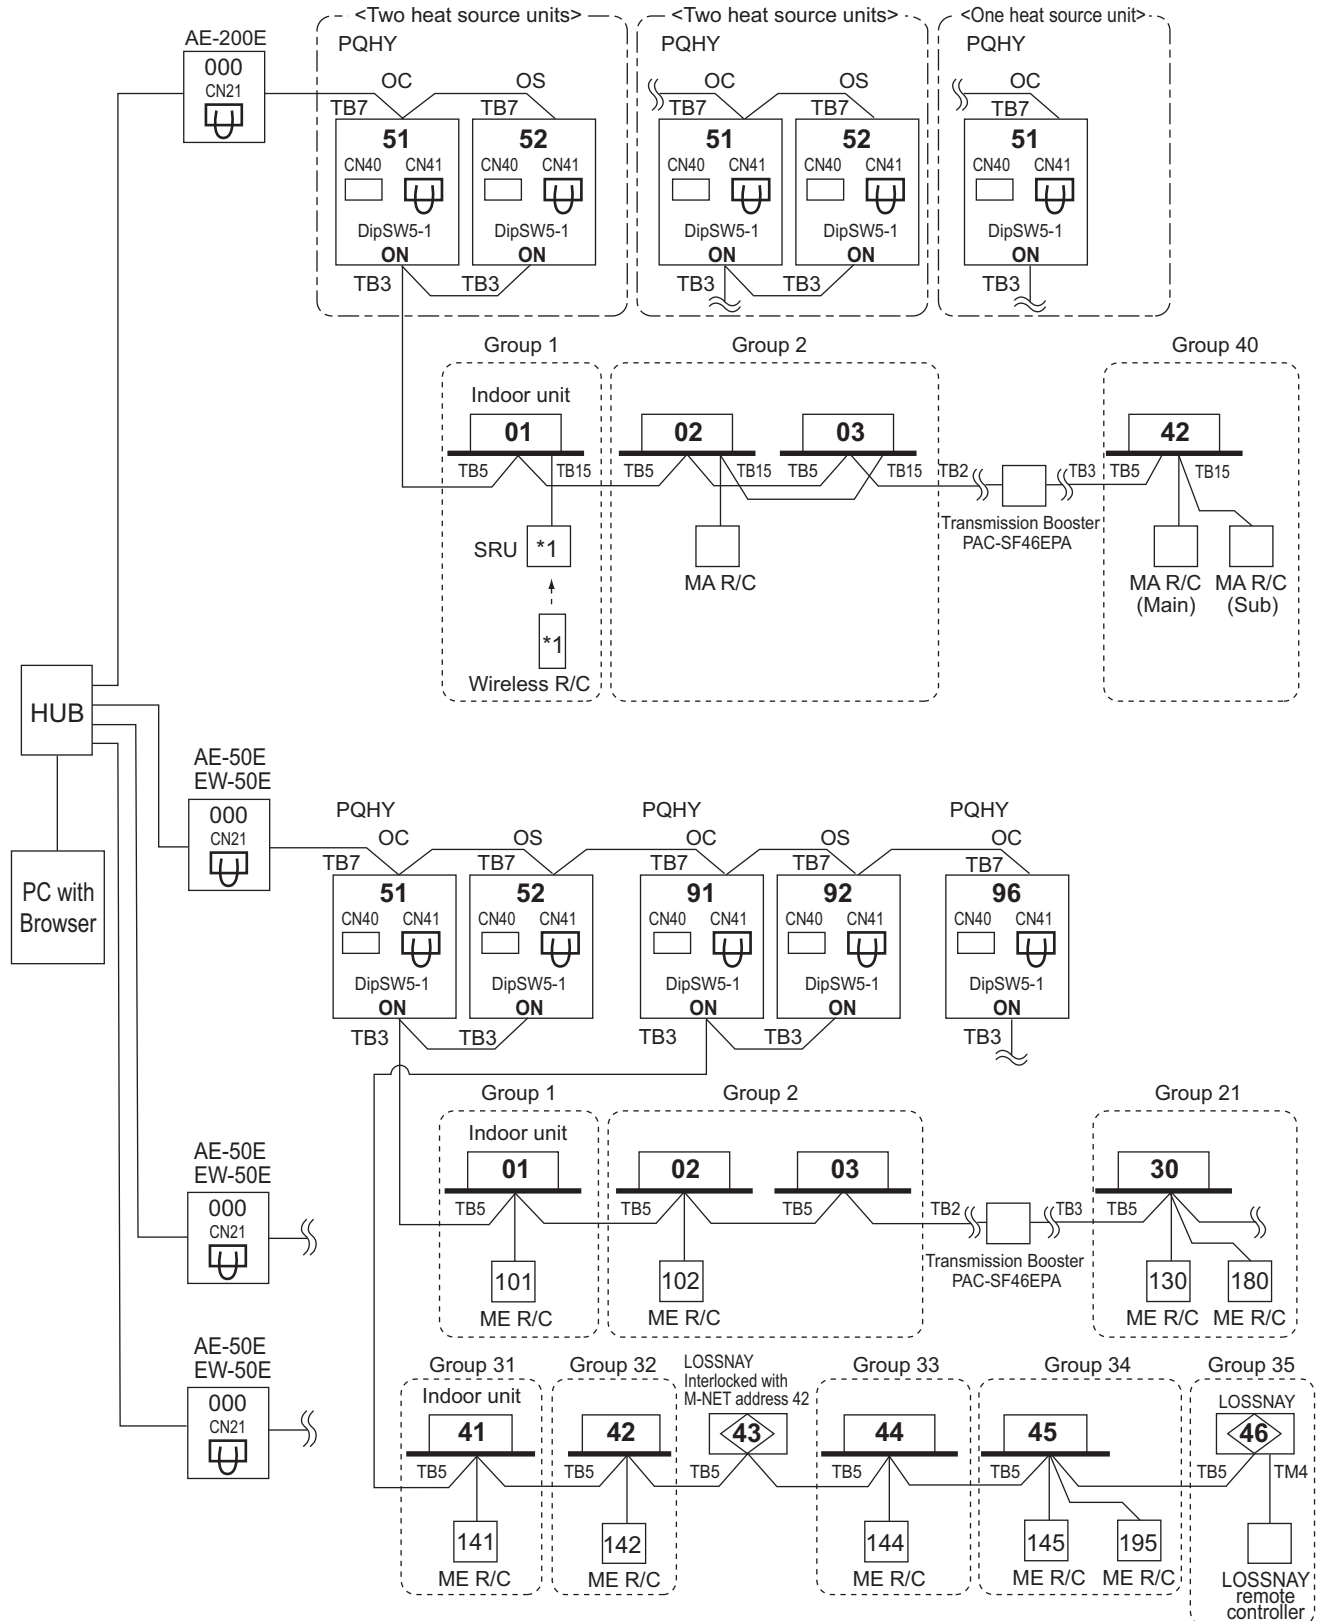 <Two heat source units>
<Two heat source units>
<One heat source unit>
AE-200E
000
CN21
PQHY
OC
OS
TB7
TB7
51
52
CN40
CN41
CN40
CN41
DipSW5-1
DipSW5-1
ON
ON
TB3
TB3
PQHY
OC
OS
TB7
TB7
51
52
CN40
CN41
CN40
CN41
DipSW5-1
DipSW5-1
ON
ON
TB3
TB3
PQHY
OC
TB7
51
CN40
CN41
DipSW5-1
ON
TB3
Group 1
Group 2
Group 40
Indoor unit
01
TB5
TB15
SRU
*1
*1
Wireless R/C
02
TB5
TB15
MA R/C
03
TB5
TB15
TB2
TB3
Transmission Booster
PAC-SF46EPA
42
TB5
TB15
MA R/C
(Main)
MA R/C
(Sub)
HUB
PC with
Browser
AE-50E
EW-50E
000
CN21
PQHY
OC
OS
TB7
TB7
51
52
CN40
CN41
CN40
CN41
DipSW5-1
DipSW5-1
ON
ON
TB3
TB3
PQHY
OC
OS
TB7
TB7
91
92
CN40
CN41
CN40
CN41
DipSW5-1
DipSW5-1
ON
ON
TB3
TB3
PQHY
OC
TB7
96
CN40
CN41
DipSW5-1
ON
TB3
Group 1
Group 2
Group 21
AE-50E
EW-50E
000
CN21
Indoor unit
01
TB5
101
ME R/C
02
TB5
102
ME R/C
03
TB5
TB2
TB3
Transmission Booster
PAC-SF46EPA
30
TB5
130
ME R/C
180
ME R/C
AE-50E
EW-50E
000
CN21
Group 31
Indoor unit
41
TB5
141
ME R/C
Group 32
42
TB5
142
ME R/C
LOSSNAY
Interlocked with
M-NET address 42
43
TB5
Group 33
44
TB5
144
ME R/C
Group 34
45
TB5
145
ME R/C
195
ME R/C
Group 35
LOSSNAY
46
TB5
TM4
LOSSNAY
remote
controller